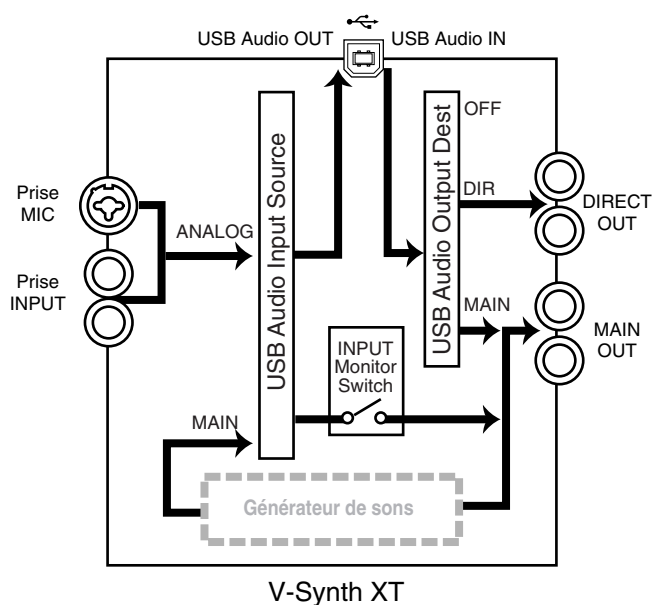 USB Audio OUT
USB Audio IN
USB Audio Input Source
USB Audio Output Dest
OFF
Prise
MIC
DIR
DIRECT
OUT
ANALOG
Prise
INPUT
MAIN
MAIN
OUT
INPUT
Monitor
Switch
MAIN
Générateur de sons
V-Synth XT